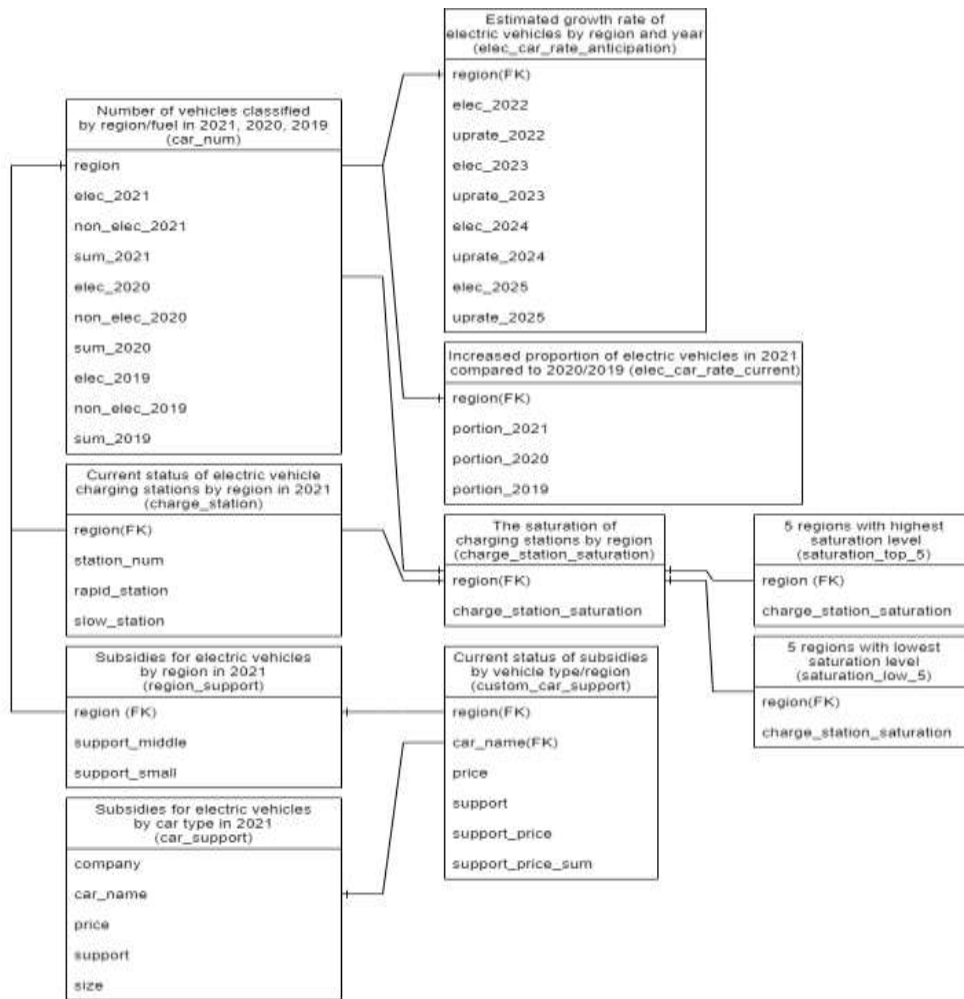 Estimated growth rate of
electric vehicles by region and year
(elec_car_rate_anticipation)
region(FK)
elec_2022
uprate_2022
elec_2023
uprate_2023
elec_2024
uprate_2024
elec_2025
uprate_2025
Number of vehicles classified
by region/fuel in 2021, 2020, 2019
(car_num)
region
elec_2021
non_elec_2021
sum_2021
elec_2020
non_elec_2020
sum_2020
elec_2019
non_elec_2019
sum_2019
Increased proportion of electric vehicles in 2021
compared to 2020/2019 (elec_car_rate_current)
region(FK)
portion_2021
portion_2020
portion_2019
Current status of electric vehicle
charging stations by region in 2021
(charge_station)
region(FK)
station_num
rapid_station
slow_station
The saturation of
charging stations by region
(charge_station_saturation)
region(FK)
charge_station_saturation
5 regions with highest
saturation level
(saturation_top_5)
region (FK)
charge_station_saturation
5 regions with lowest
saturation level
(saturation_low_5)
region(FK)
charge_station_saturation
Subsidies for electric vehicles
by region in 2021
(region_support)
region (FK)
support_middle
support_small
Current status of subsidies
by vehicle type/region
(custom_car_support)
region(FK)
car_name(FK)
price
support
support_price
support_price_sum
Subsidies for electric vehicles
by car type in 2021
(car_support)
company
car_name
price
support
size